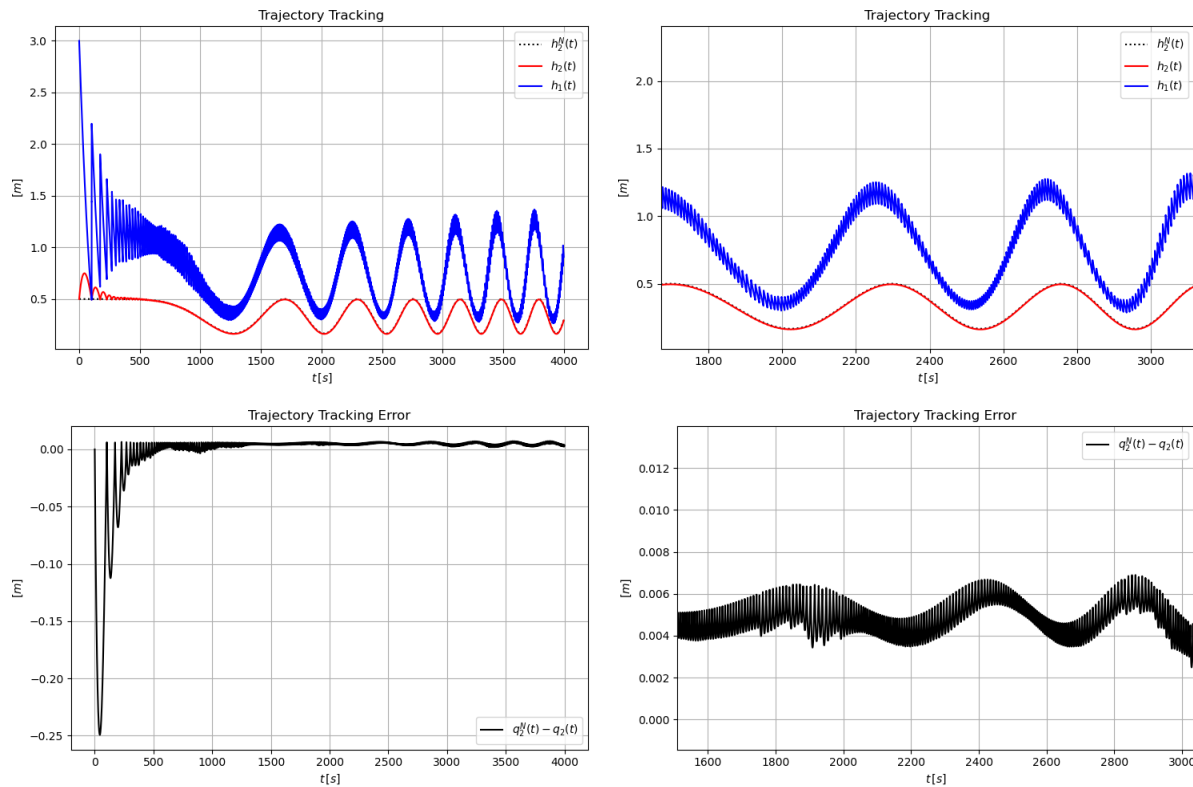 Trajectory Tracking
3.0
2.5
2.0
1.5
1.0
0.5
[m]
h₂ᴺ(t)
h₂(t)
h₁(t)
0 500 1000 1500 2000 2500 3000 3500 4000
t [s]
Trajectory Tracking
2.0
1.5
1.0
0.5
[m]
h₂ᴺ(t)
h₂(t)
h₁(t)
1800 2000 2200 2400 2600 2800 3000
t [s]
Trajectory Tracking Error
0.00
−0.05
−0.10
−0.15
−0.20
−0.25
[m]
q₂ᴺ(t) − q₂(t)
0 500 1000 1500 2000 2500 3000 3500 4000
t [s]
Trajectory Tracking Error
0.012
0.010
0.008
0.006
0.004
0.002
0.000
[m]
q₂ᴺ(t) − q₂(t)
1600 1800 2000 2200 2400 2600 2800 3000
t [s]